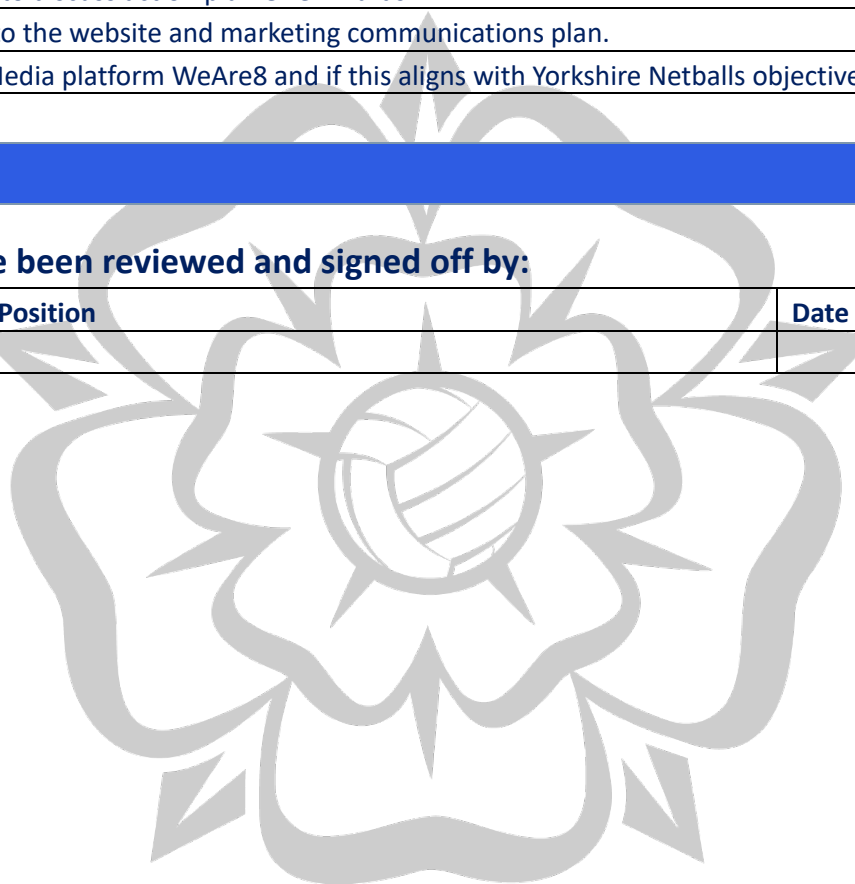 o the website and marketing communications plan.
Media platform WeAre8 and if this aligns with Yorkshire Netballs objective
e been reviewed and signed off by:
Position Date